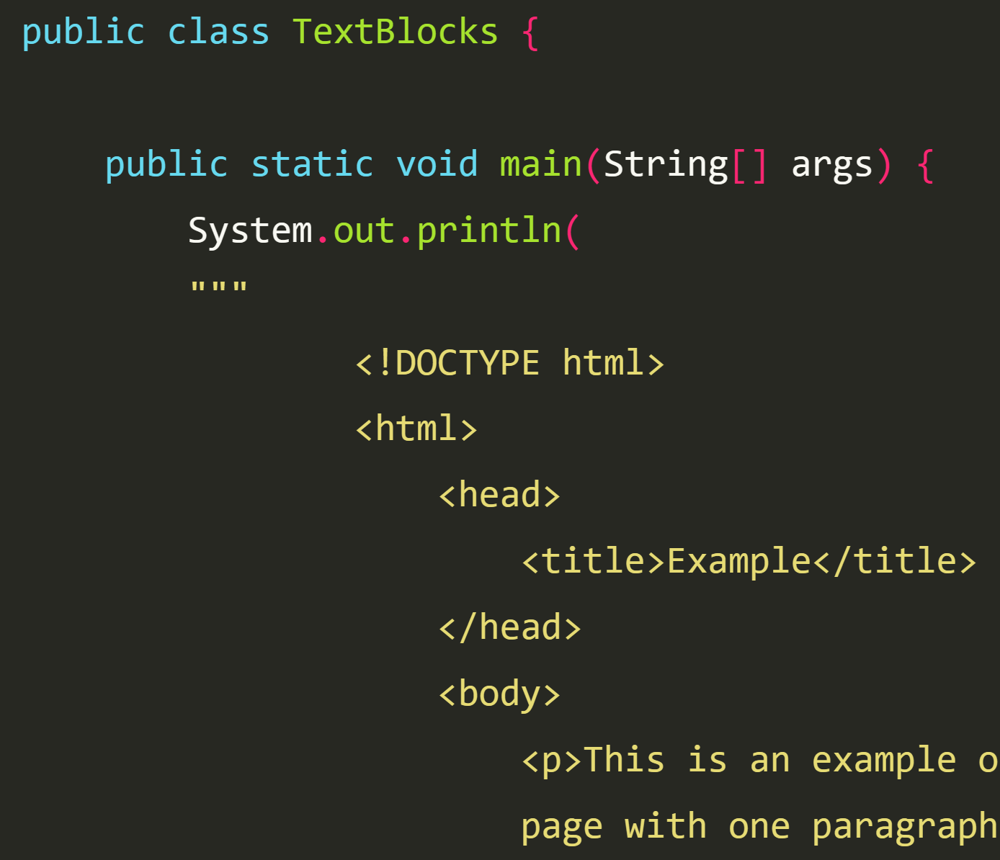 public class TextBlocks {
public static void main(String[] args) {
System.out.println(
"""
<!DOCTYPE html>
<html>
<head>
<title>Example</title>
</head>
<body>
<p>This is an example o
page with one paragraph